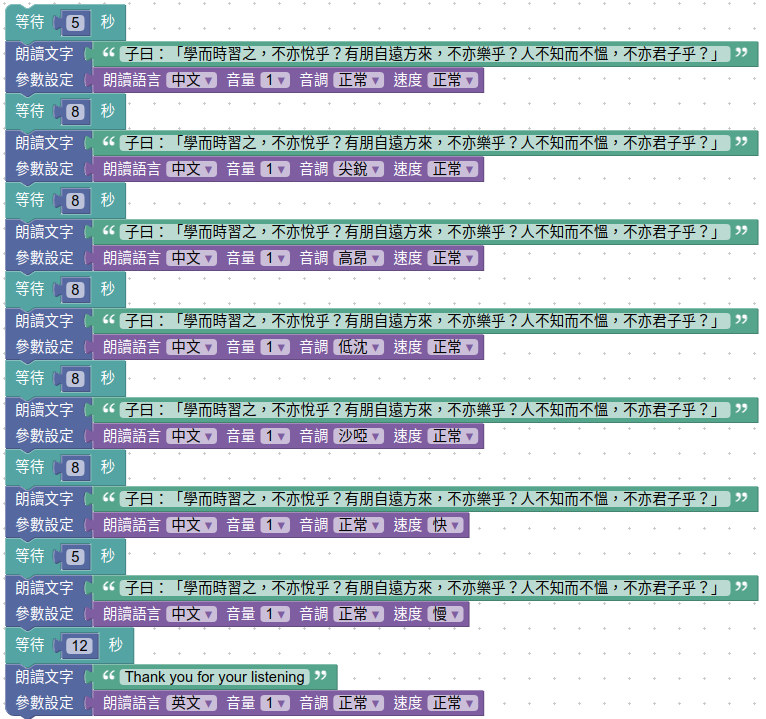 等待 5 秒
朗讀文字 “ 子曰：「學而時習之，不亦悅乎？有朋自遠方來，不亦樂乎？人不知而不慍，不亦君子乎？」 ”
參數設定 朗讀語言 中文 音量 1 音調 正常 速度 正常
等待 8 秒
朗讀文字 “ 子曰：「學而時習之，不亦悅乎？有朋自遠方來，不亦樂乎？人不知而不慍，不亦君子乎？」 ”
參數設定 朗讀語言 中文 音量 1 音調 尖銳 速度 正常
等待 8 秒
朗讀文字 “ 子曰：「學而時習之，不亦悅乎？有朋自遠方來，不亦樂乎？人不知而不慍，不亦君子乎？」 ”
參數設定 朗讀語言 中文 音量 1 音調 高昂 速度 正常
等待 8 秒
朗讀文字 “ 子曰：「學而時習之，不亦悅乎？有朋自遠方來，不亦樂乎？人不知而不慍，不亦君子乎？」 ”
參數設定 朗讀語言 中文 音量 1 音調 低沈 速度 正常
等待 8 秒
朗讀文字 “ 子曰：「學而時習之，不亦悅乎？有朋自遠方來，不亦樂乎？人不知而不慍，不亦君子乎？」 ”
參數設定 朗讀語言 中文 音量 1 音調 沙啞 速度 正常
等待 8 秒
朗讀文字 “ 子曰：「學而時習之，不亦悅乎？有朋自遠方來，不亦樂乎？人不知而不慍，不亦君子乎？」 ”
參數設定 朗讀語言 中文 音量 1 音調 正常 速度 快
等待 5 秒
朗讀文字 “ 子曰：「學而時習之，不亦悅乎？有朋自遠方來，不亦樂乎？人不知而不慍，不亦君子乎？」 ”
參數設定 朗讀語言 中文 音量 1 音調 正常 速度 慢
等待 12 秒
朗讀文字 “ Thank you for your listening ”
參數設定 朗讀語言 英文 音量 1 音調 正常 速度 正常